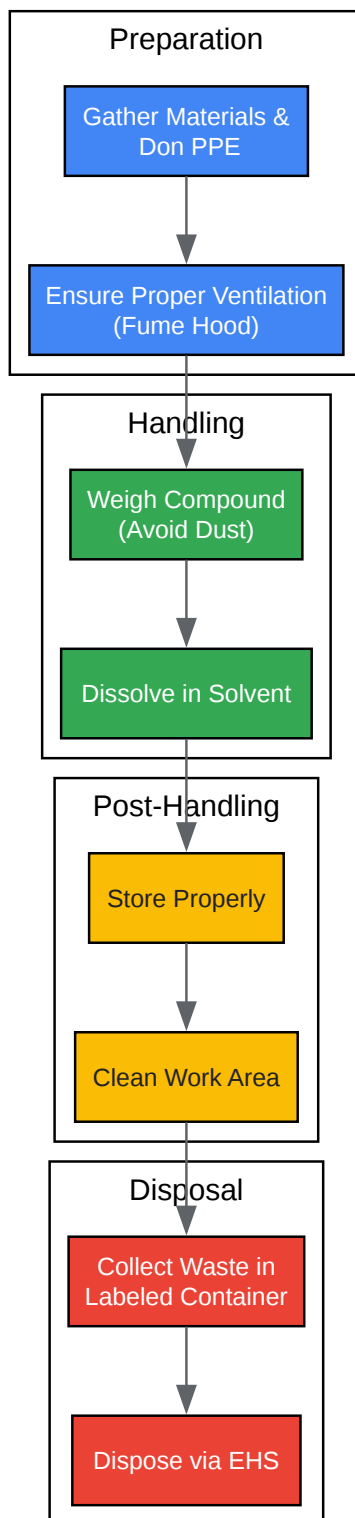 Preparation
Gather Materials &
Don PPE
Ensure Proper Ventilation
(Fume Hood)
Handling
Weigh Compound
(Avoid Dust)
Dissolve in Solvent
Post-Handling
Store Properly
Clean Work Area
Disposal
Collect Waste in
Labeled Container
Dispose via EHS